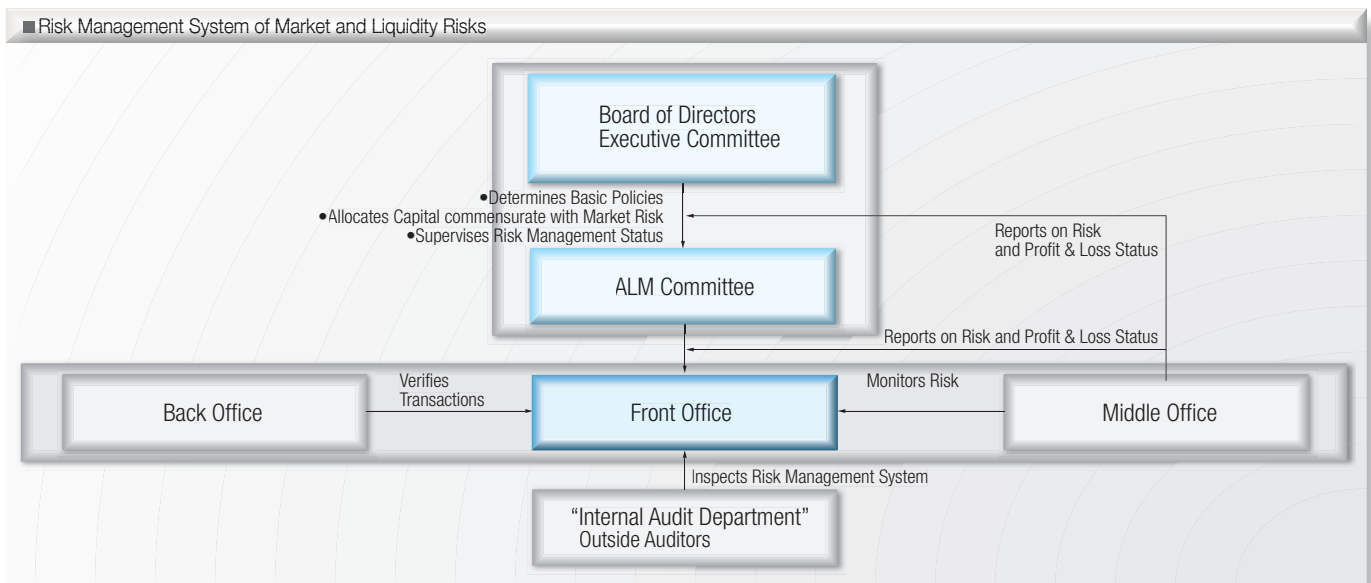 ■Risk Management System of Market and Liquidity Risks
Board of Directors
Executive Committee
●Determines Basic Policies
●Allocates Capital commensurate with Market Risk
●Supervises Risk Management Status
Reports on Risk
and Profit & Loss Status
ALM Committee
Reports on Risk and Profit & Loss Status
Back Office
Verifies
Transactions
Front Office
Monitors Risk
Middle Office
Inspects Risk Management System
“Internal Audit Department”
Outside Auditors